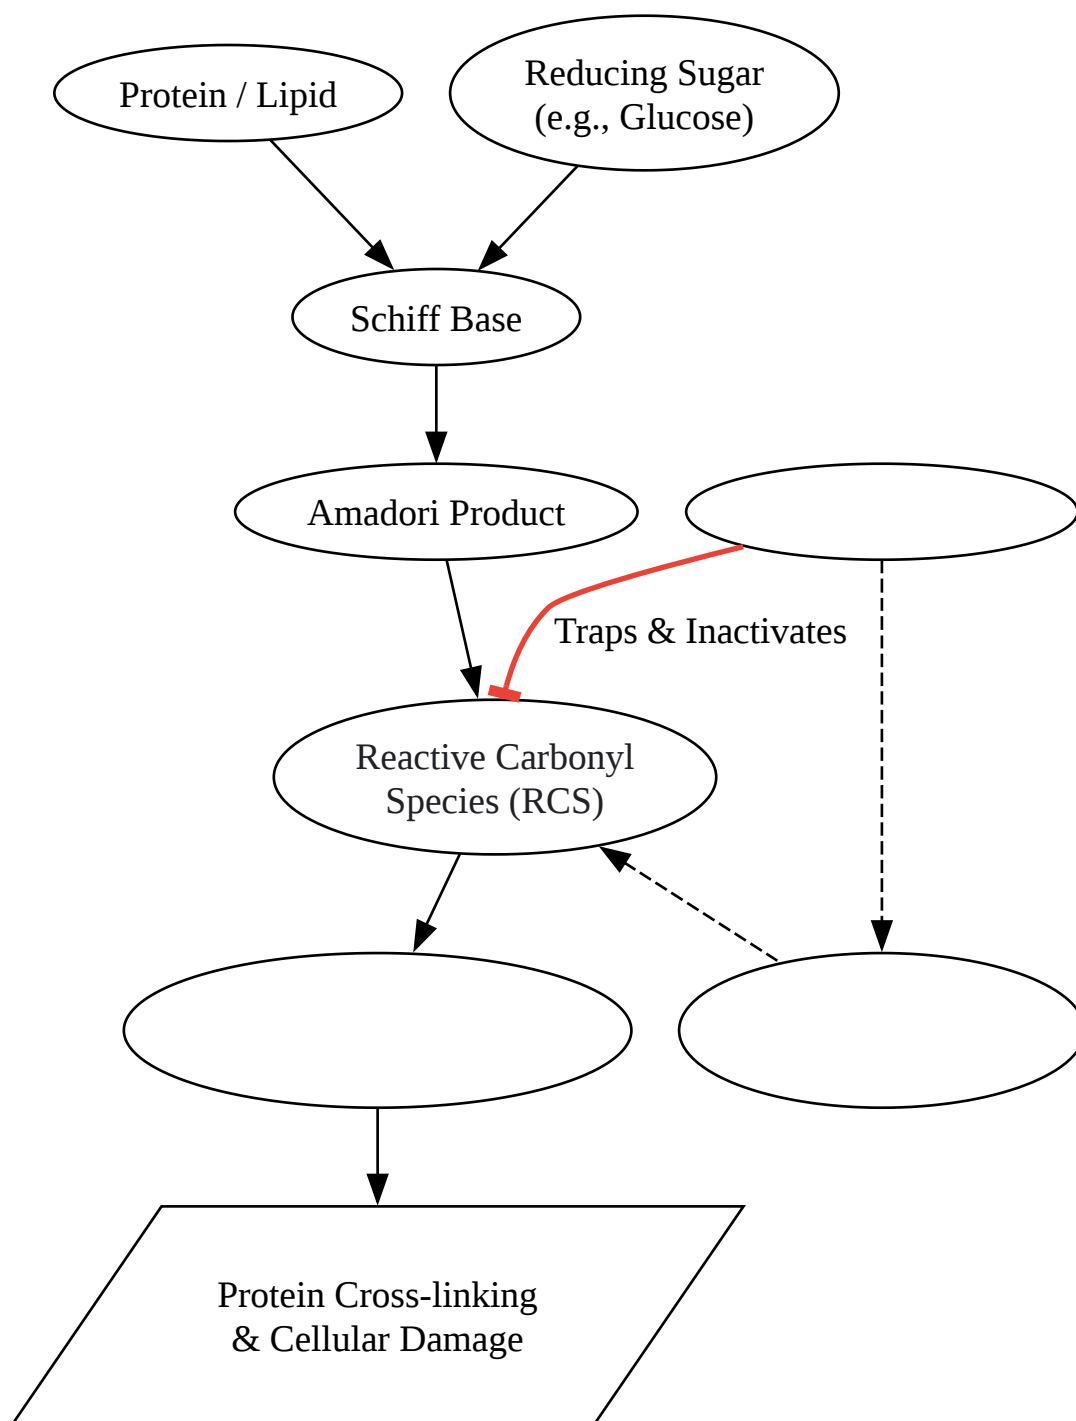 Protein / Lipid
Reducing Sugar
(e.g., Glucose)
Schiff Base
Amadori Product
Traps & Inactivates
Reactive Carbonyl
Species (RCS)
Protein Cross-linking
& Cellular Damage